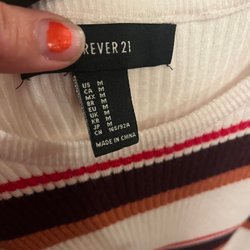 REVER 21
US M
CA M
MX M
BR M
EU M
UK M
KR M
JP M
CN 165/92A
MADE IN CHINA